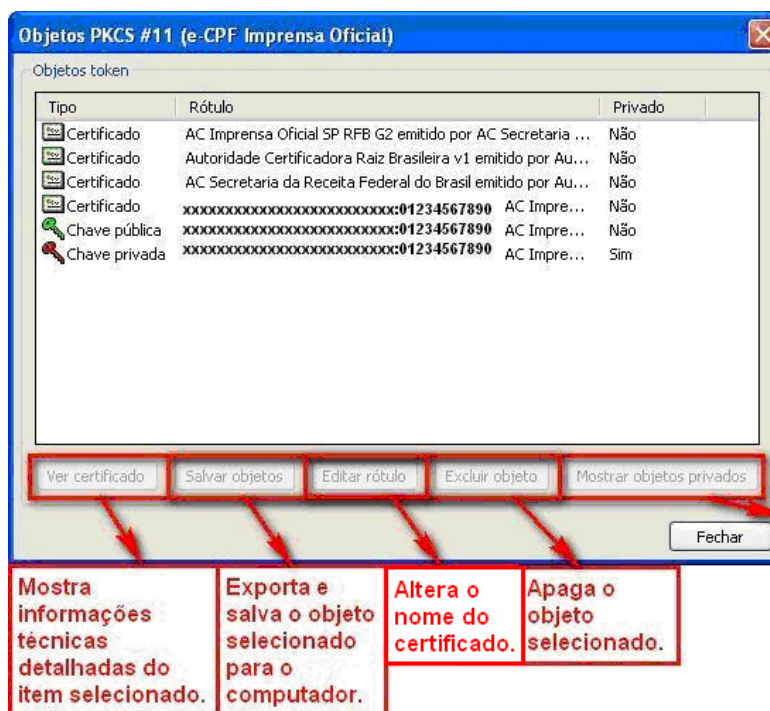 Objetos PKCS #11 (e-CPF Imprensa Oficial)
Objetos token
Tipo Rótulo Privado
Certificado AC Imprensa Oficial SP RFB G2 emitido por AC Secretaria ... Não
Certificado Autoridade Certificadora Raiz Brasileira v1 emitido por Au... Não
Certificado AC Secretaria da Receita Federal do Brasil emitido por Au... Não
Certificado xxxxxxxxxxxxxxxxxxxxxxxxx:01234567890 AC Impre... Não
Chave pública xxxxxxxxxxxxxxxxxxxxxxxxx:01234567890 AC Impre... Não
Chave privada xxxxxxxxxxxxxxxxxxxxxxxxx:01234567890 AC Impre... Sim
Ver certificado Salvar objetos Editar rótulo Excluir objeto Mostrar objetos privados
Fechar
Mostra
informações
técnicas
detalhadas do
item selecionado.
Exporta e
salva o objeto
selecionado
para o
computador.
Altera o
nome do
certificado.
Apaga o
objeto
selecionado.